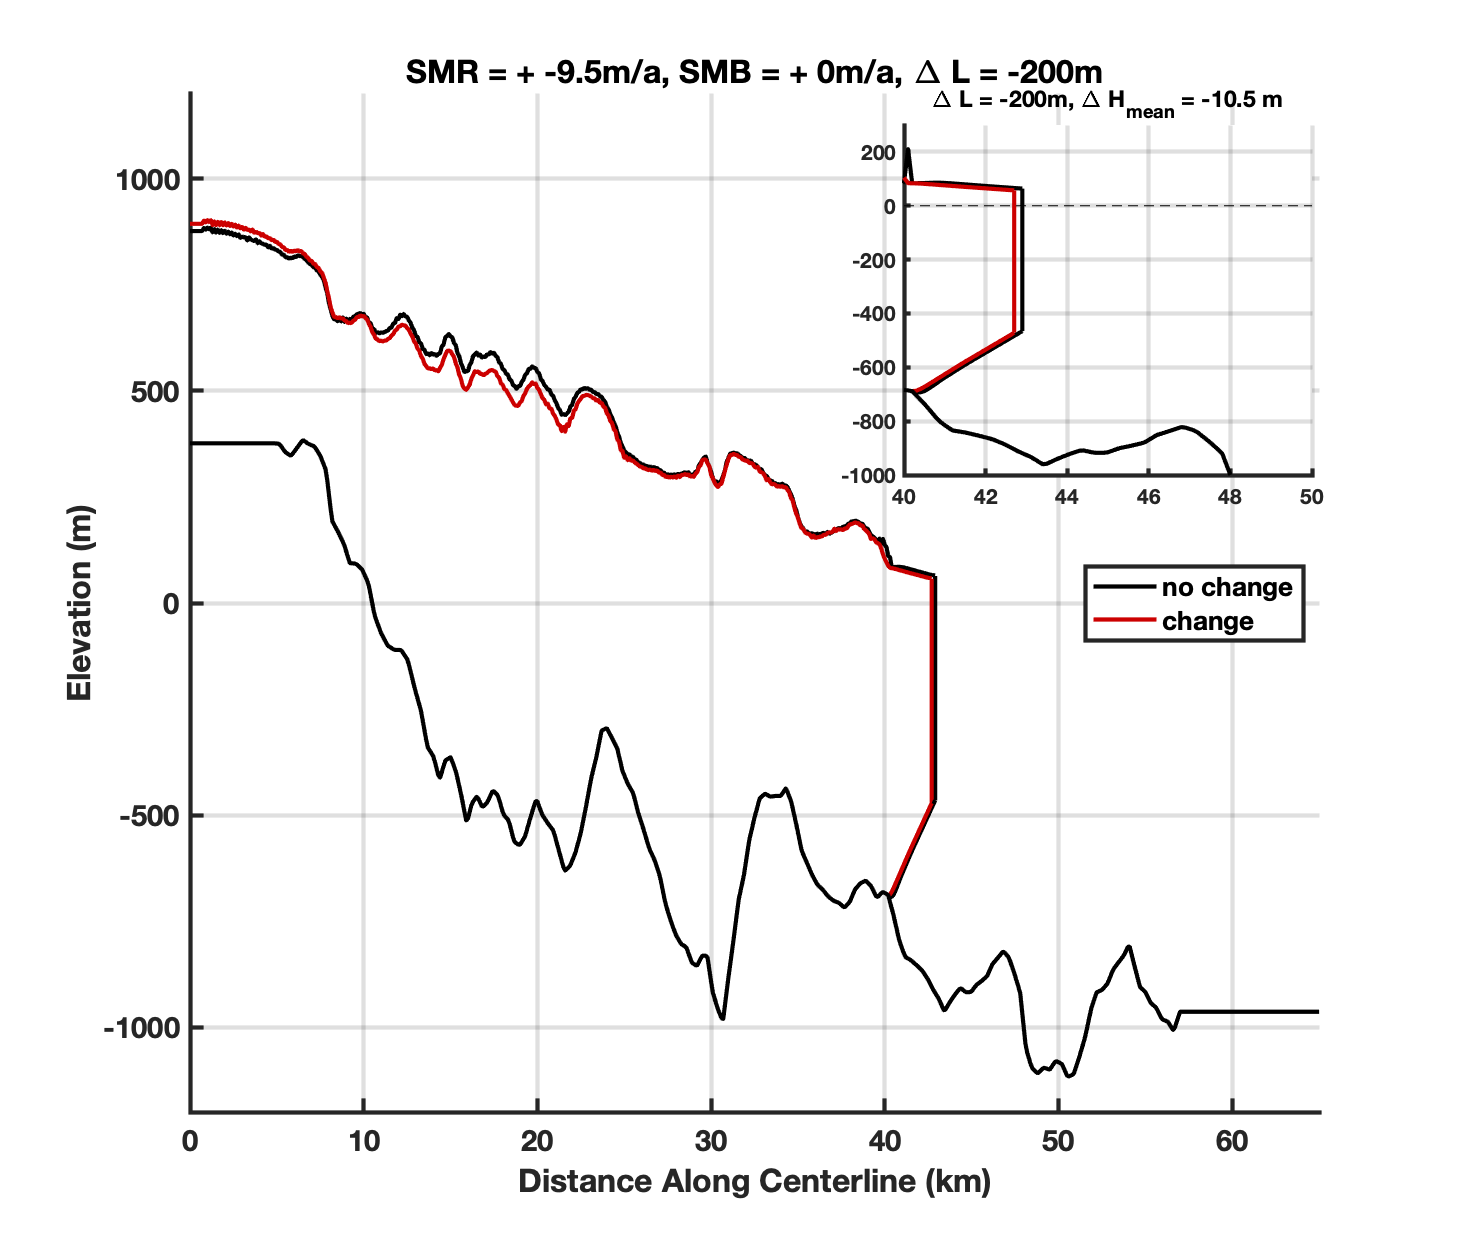 SMR = + -9.5m/a, SMB = + 0m/a, Δ L = -200m
Δ L = -200m, Δ Hmean = -10.5 m
200
0
-200
-400
-600
-800
-1000
40 42 44 46 48 50
1000
500
0
-500
-1000
Elevation (m)
no change
change
0 10 20 30 40 50 60
Distance Along Centerline (km)